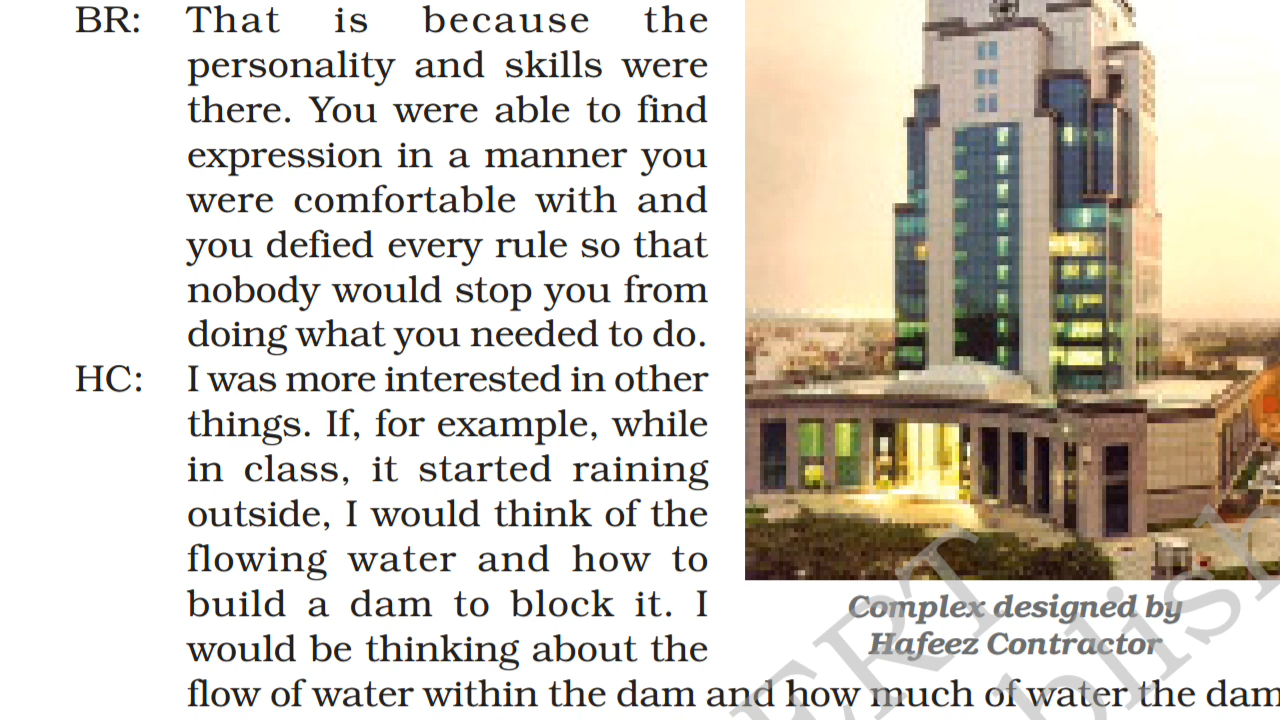 BR: That is because the
personality and skills were
there. You were able to find
expression in a manner you
were comfortable with and
you defied every rule so that
nobody would stop you from
doing what you needed to do.
HC: I was more interested in other
things. If, for example, while
in class, it started raining
outside, I would think of the
flowing water and how to
build a dam to block it. I
would be thinking about the
flow of water within the dam and how much of water the dam
Complex designed by
Hafeez Contractor